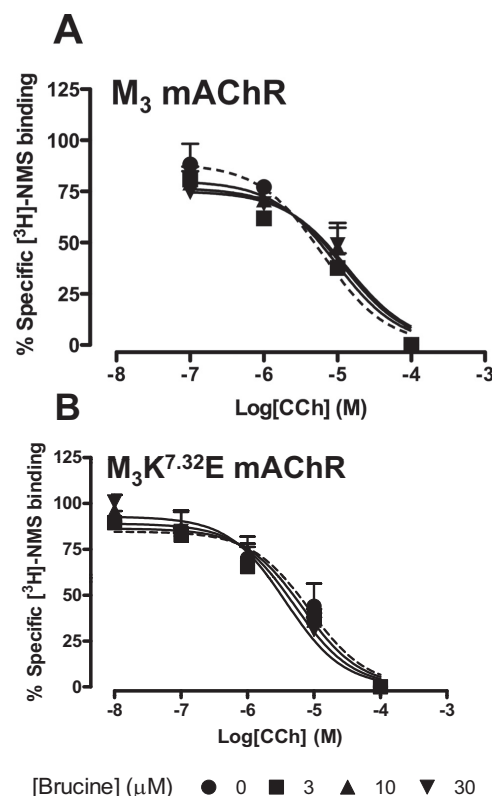 A
M₃ mAChR
% Specific [³H]-NMS binding
125
100
75
50
25
0
-8 -7 -6 -5 -4 -3
Log[CCh] (M)
B
M₃K⁷·³²E mAChR
% Specific [³H]-NMS binding
125
100
75
50
25
0
-8 -7 -6 -5 -4 -3
Log[CCh] (M)
[Brucine] (μM) ● 0 ■ 3 ▲ 10 ▼ 30